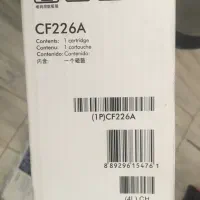 CF226A
Contents: 1 cartridge
Contenu: 1 cartouche
Contenido: Contenido:
内含: 一个硒鼓
(1P)CF226A
8 89296 15476 1